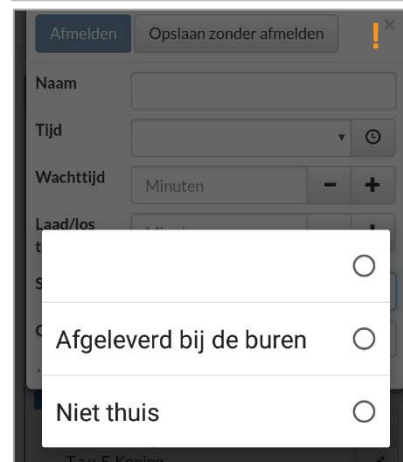 Afmelden Opslaan zonder afmelden ! ×
Naam
Tijd
Wachttijd Minuten - +
Laad/los
Afgeleverd bij de buren
Niet thuis